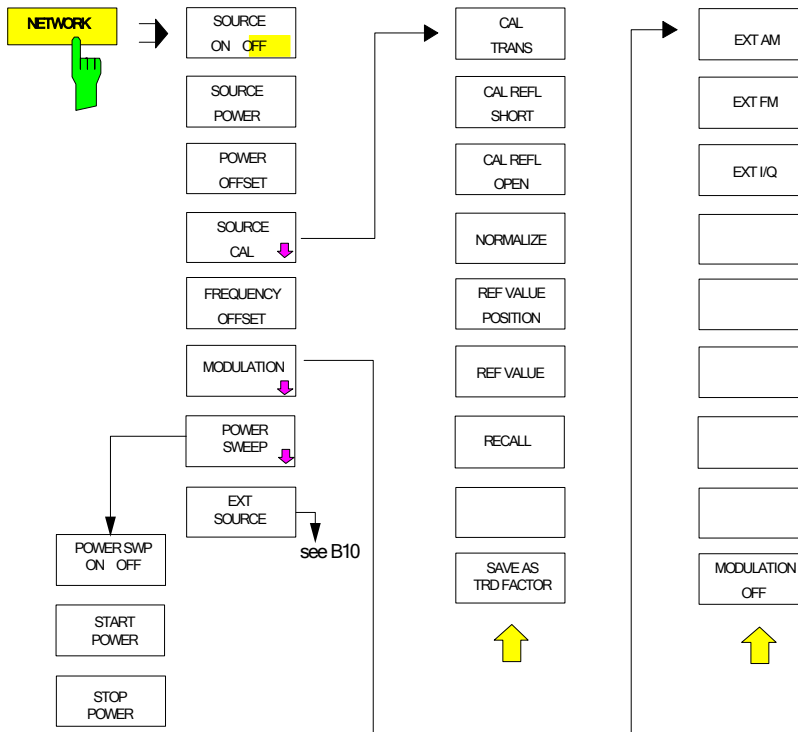 NETWORK
SOURCE
ON OFF
SOURCE
POWER
POWER
OFFSET
SOURCE
CAL
FREQUENCY
OFFSET
MODULATION
POWER
SWEEP
EXT
SOURCE
see B10
POWER SWP
ON OFF
START
POWER
STOP
POWER
CAL
TRANS
CAL REFL
SHORT
CAL REFL
OPEN
NORMALIZE
REF VALUE
POSITION
REF VALUE
RECALL
SAVE AS
TRD FACTOR
EXT AM
EXT FM
EXT I/Q
MODULATION
OFF